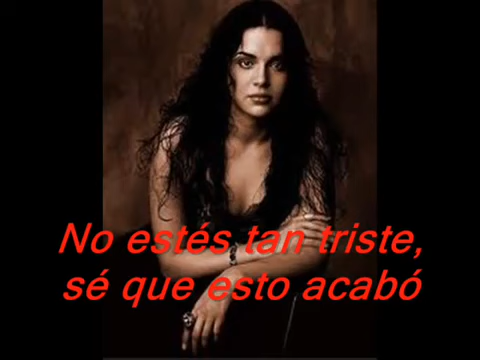 No estés tan triste,
sé que esto acabó